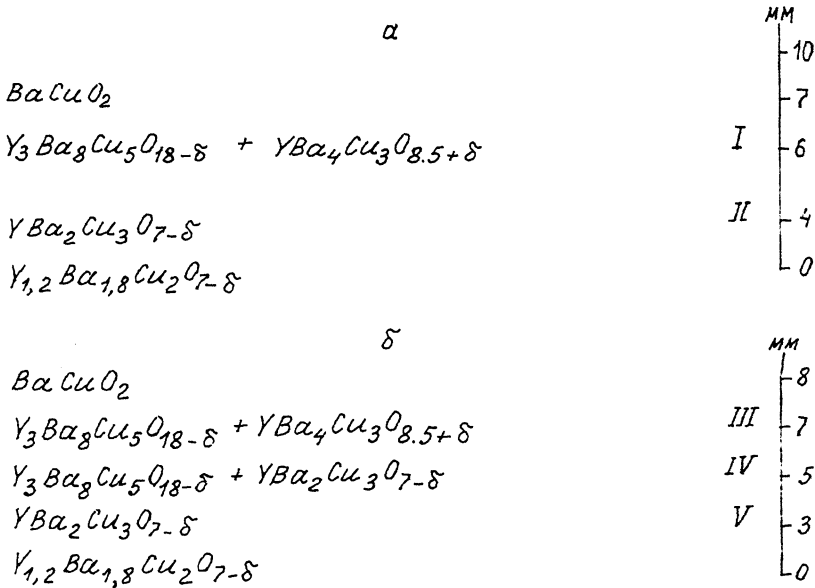 а
мм
10
BaCuO₂
7
Y₃Ba₈Cu₅O₁₈₋δ + YBa₄Cu₃O₈.₅₊δ I 6
YBa₂Cu₃O₇₋δ II 4
Y₁,₂Ba₁,₈Cu₂O₇₋δ 0
б
мм
BaCuO₂ 8
Y₃Ba₈Cu₅O₁₈₋δ + YBa₄Cu₃O₈.₅₊δ III 7
Y₃Ba₈Cu₅O₁₈₋δ + YBa₂Cu₃O₇₋δ IV 5
YBa₂Cu₃O₇₋δ V 3
Y₁,₂Ba₁,₈Cu₂O₇₋δ 0